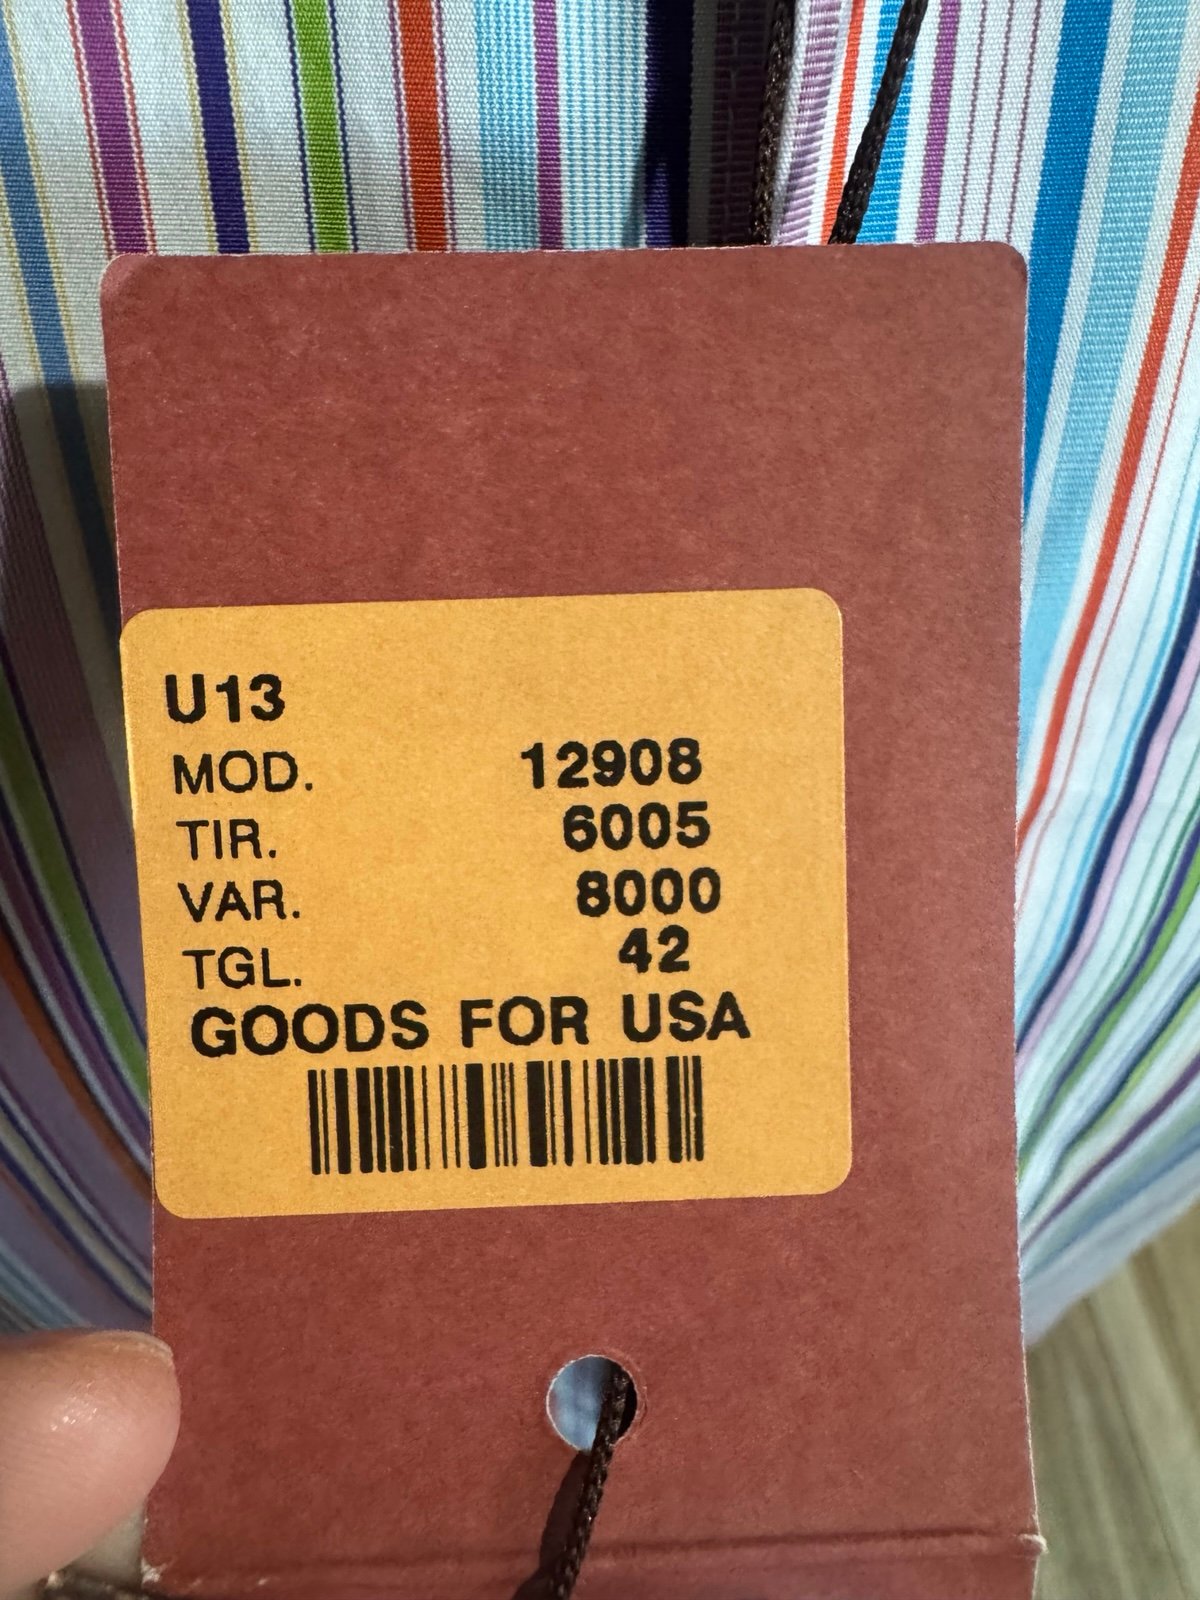 U13
MOD. 12908
TIR. 6005
VAR. 8000
TGL. 42
GOODS FOR USA